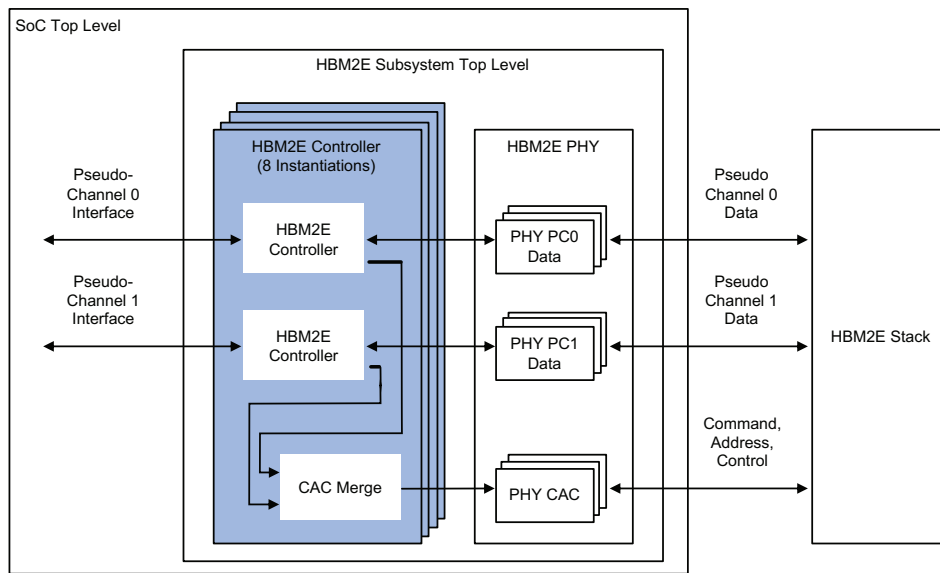 SoC Top Level
HBM2E Subsystem Top Level
HBM2E Controller
(8 Instantiations)
HBM2E PHY
Pseudo-
Channel 0
Interface
HBM2E
Controller
PHY PC0
Data
Pseudo
Channel 0
Data
Pseudo-
Channel 1
Interface
HBM2E
Controller
PHY PC1
Data
Pseudo
Channel 1
Data
HBM2E Stack
CAC Merge
PHY CAC
Command,
Address,
Control